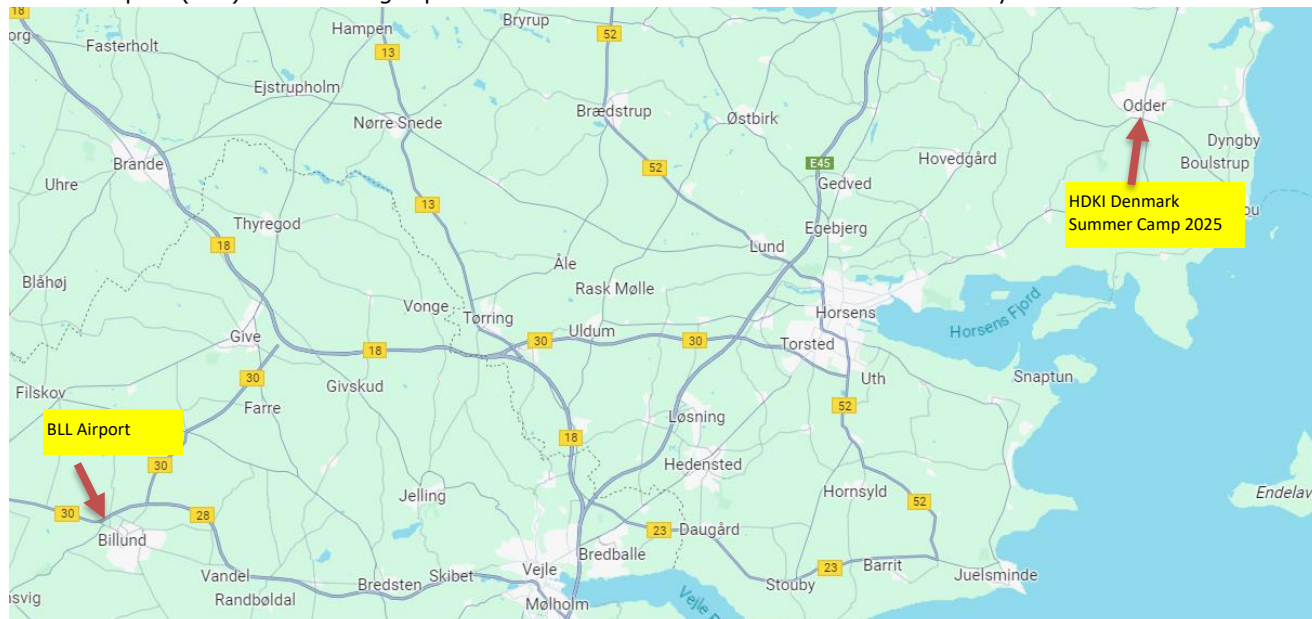 18
Bryrup
52
Hampen
Fasterholt
13
Ejstrupholm
Brædstrup
Odder
Nørre Snede
Østbirk
Dyngby
Brande
52
E45
Hovedgård
Boulstrup
Uhre
Gedved
HDKI Denmark
Summer Camp 2025
13
Thyregod
Egebjerg
18
Lund
Åle
Blåhøj
Rask Mølle
Vonge
Tørring
Horsens
Horsens Fjord
Give
Uldum
30
30
18
Torsted
30
Givskud
Uth
Snaptun
Filskov
Farre
52
Løsning
BLL Airport
18
30
Hedensted
Jelling
Hornsyld
Endelav
30
28
52
Billund
23
Daugård
Bredballe
Vandel
Skibet
Vejle
23
Barrit
Juelsminde
Bredsten
Stouby
Randbøldal
Mølholm
Vejle